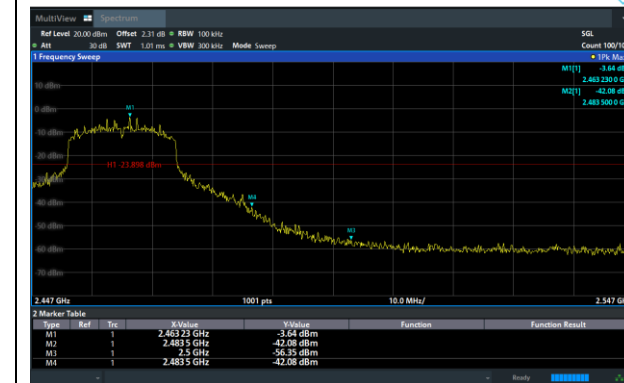 MultiView Spectrum
Ref Level 20.00 dBm Offset 2.31 dB RBW 100 kHz SGL
Att 30 dB SWT 1.01 ms VBW 300 kHz Mode Sweep Count 100/10
1 Frequency Sweep 1Pk Ma
M1[1] -3.64 d
2.463 230 0 G
M2[1] -42.08 d
2.483 500 0 G
10 dBm
0 dBm
M1
-10 dBm
-20 dBm
H1 -23.898 dBm
-40 dBm
M4
-50 dBm
M3
-60 dBm
-70 dBm
2.447 GHz 1001 pts 10.0 MHz/ 2.547 G
2 Marker Table
Type Ref Trc X-Value Y-Value Function Function Result
M1 1 2.463 23 GHz -3.64 dBm
M2 1 2.483 5 GHz -42.08 dBm
M3 1 2.5 GHz -56.35 dBm
M4 1 2.483 5 GHz -42.08 dBm
Ready